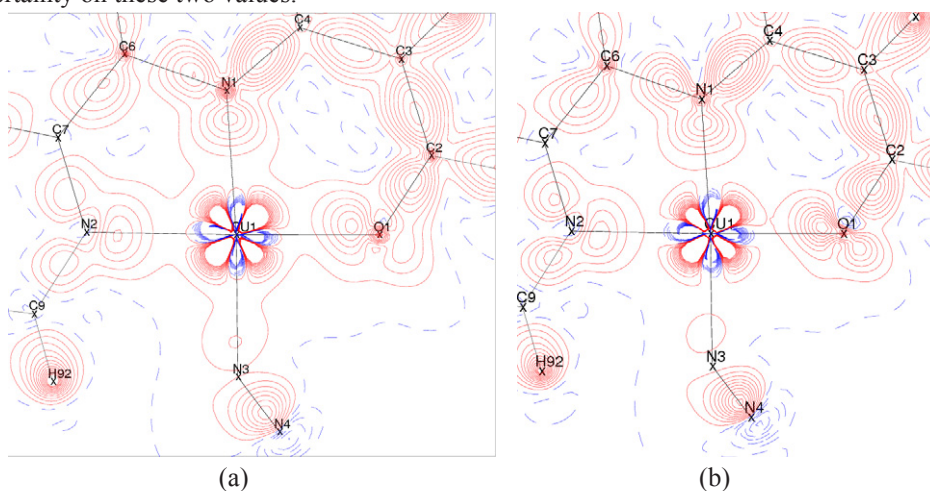 ertainty on these two values.
C4
C6
C3
N1
C7
C2
N2
CU1
O1
C9
N3
H92
N4
(a)
C4
C6
C3
N1
C7
C2
N2
CU1
O1
C9
N3
H92
N4
(b)